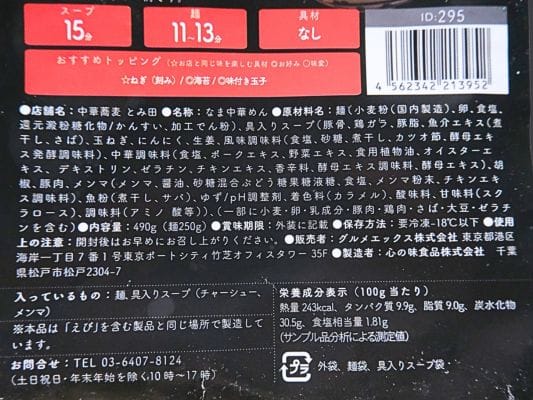 スープ
15分
麺
11~13分
具材
なし
ID:295
4562342213952
おすすめトッピング(☆お店と同じ味を楽しむ具材 ◎お好み ○味変)
☆ねぎ(刻み)/◎海苔/◎味付き玉子
●店舗名:中華蕎麦 とみ田●名称:なま中華めん●原材料名:麺(小麦粉(国内製造)、卵、食塩、
還元澱粉糖化物/かんすい、加工でん粉)、具入りスープ(豚骨、鶏ガラ、豚脂、魚介エキス(煮
干し、さば)、玉ねぎ、にんにく、生姜、風味調味料(食塩、砂糖、煮干し、カツオ節、酵母エキ
ス発酵調味料)、中華調味料(食塩、ポークエキス、野菜エキス、食用植物油、オイスターエ
キス、デキストリン、ゼラチン、チキンエキス、香辛料、酵母エキス調味料、酵母エキス)、
胡椒、豚肉、メンマ(メンマ、醤油、砂糖混合ぶどう糖果糖液糖、食塩、メンマ粉末、チキンエキ
ス調味料)、魚粉(煮干し、サバ)、ゆず/pH調整剤、着色料(カラメル)、酸味料、甘味料(スク
ラロース)、調味料(アミノ酸等))、(一部に小麦・卵・乳成分・豚肉・鶏肉・さば・大豆・ゼラチ
ンを含む)●内容量:490g(麺250g)●賞味期限:外装に記載●保存方法:要冷凍-18℃以下●使用
上の注意:開封後はお早めにお召し上がりください。●販売者:グルメエックス株式会社 東京都港区
海岸一丁目7番1号東京ポートシティ竹芝オフィスタワー 35F ●製造者:心の味食品株式会社 千葉
県松戸市松戸2304-7
入っているもの:麺、具入りスープ(チャーシュー、
メンマ)
※本品は「えび」を含む製品と同じ場所で製造して
います。
お問合せ:TEL 03-6407-8124
(土日祝日・年末年始を除く10時〜17時)
栄養成分表示(100g当たり)
熱量243kcal、タンパク質9.9g、脂質9.0g、炭水化物
30.5g、食塩相当量1.81g
(サンプル品分析による測定値)
プラ
外袋、麺袋、具入りスープ袋